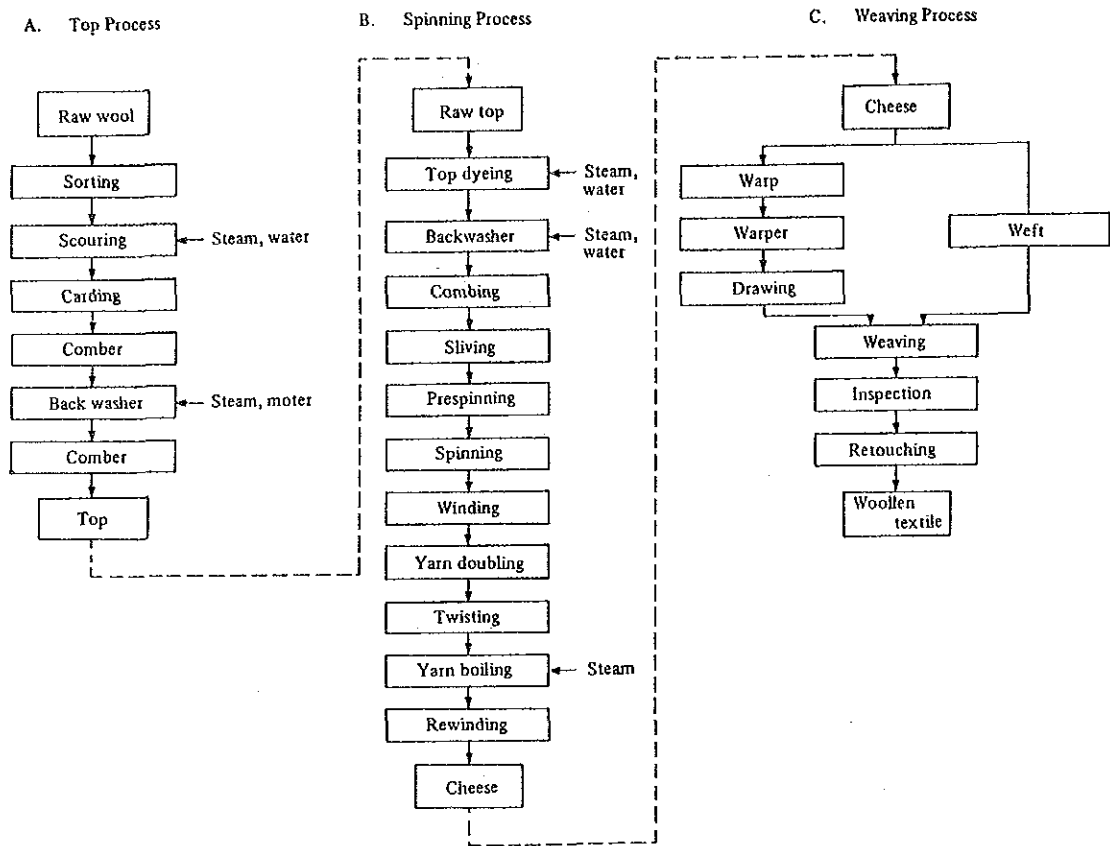 A. Top Process
Raw wool
Sorting
Scouring
Steam, water
Carding
Comber
Back washer
Steam, moter
Comber
Top
B. Spinning Process
Raw top
Top dyeing
Steam,
water
Backwasher
Steam,
water
Combing
Sliving
Prespinning
Spinning
Winding
Yarn doubling
Twisting
Yarn boiling
Steam
Rewinding
Cheese
C. Weaving Process
Cheese
Warp
Warper
Weft
Drawing
Weaving
Inspection
Retouching
Woollen
textile